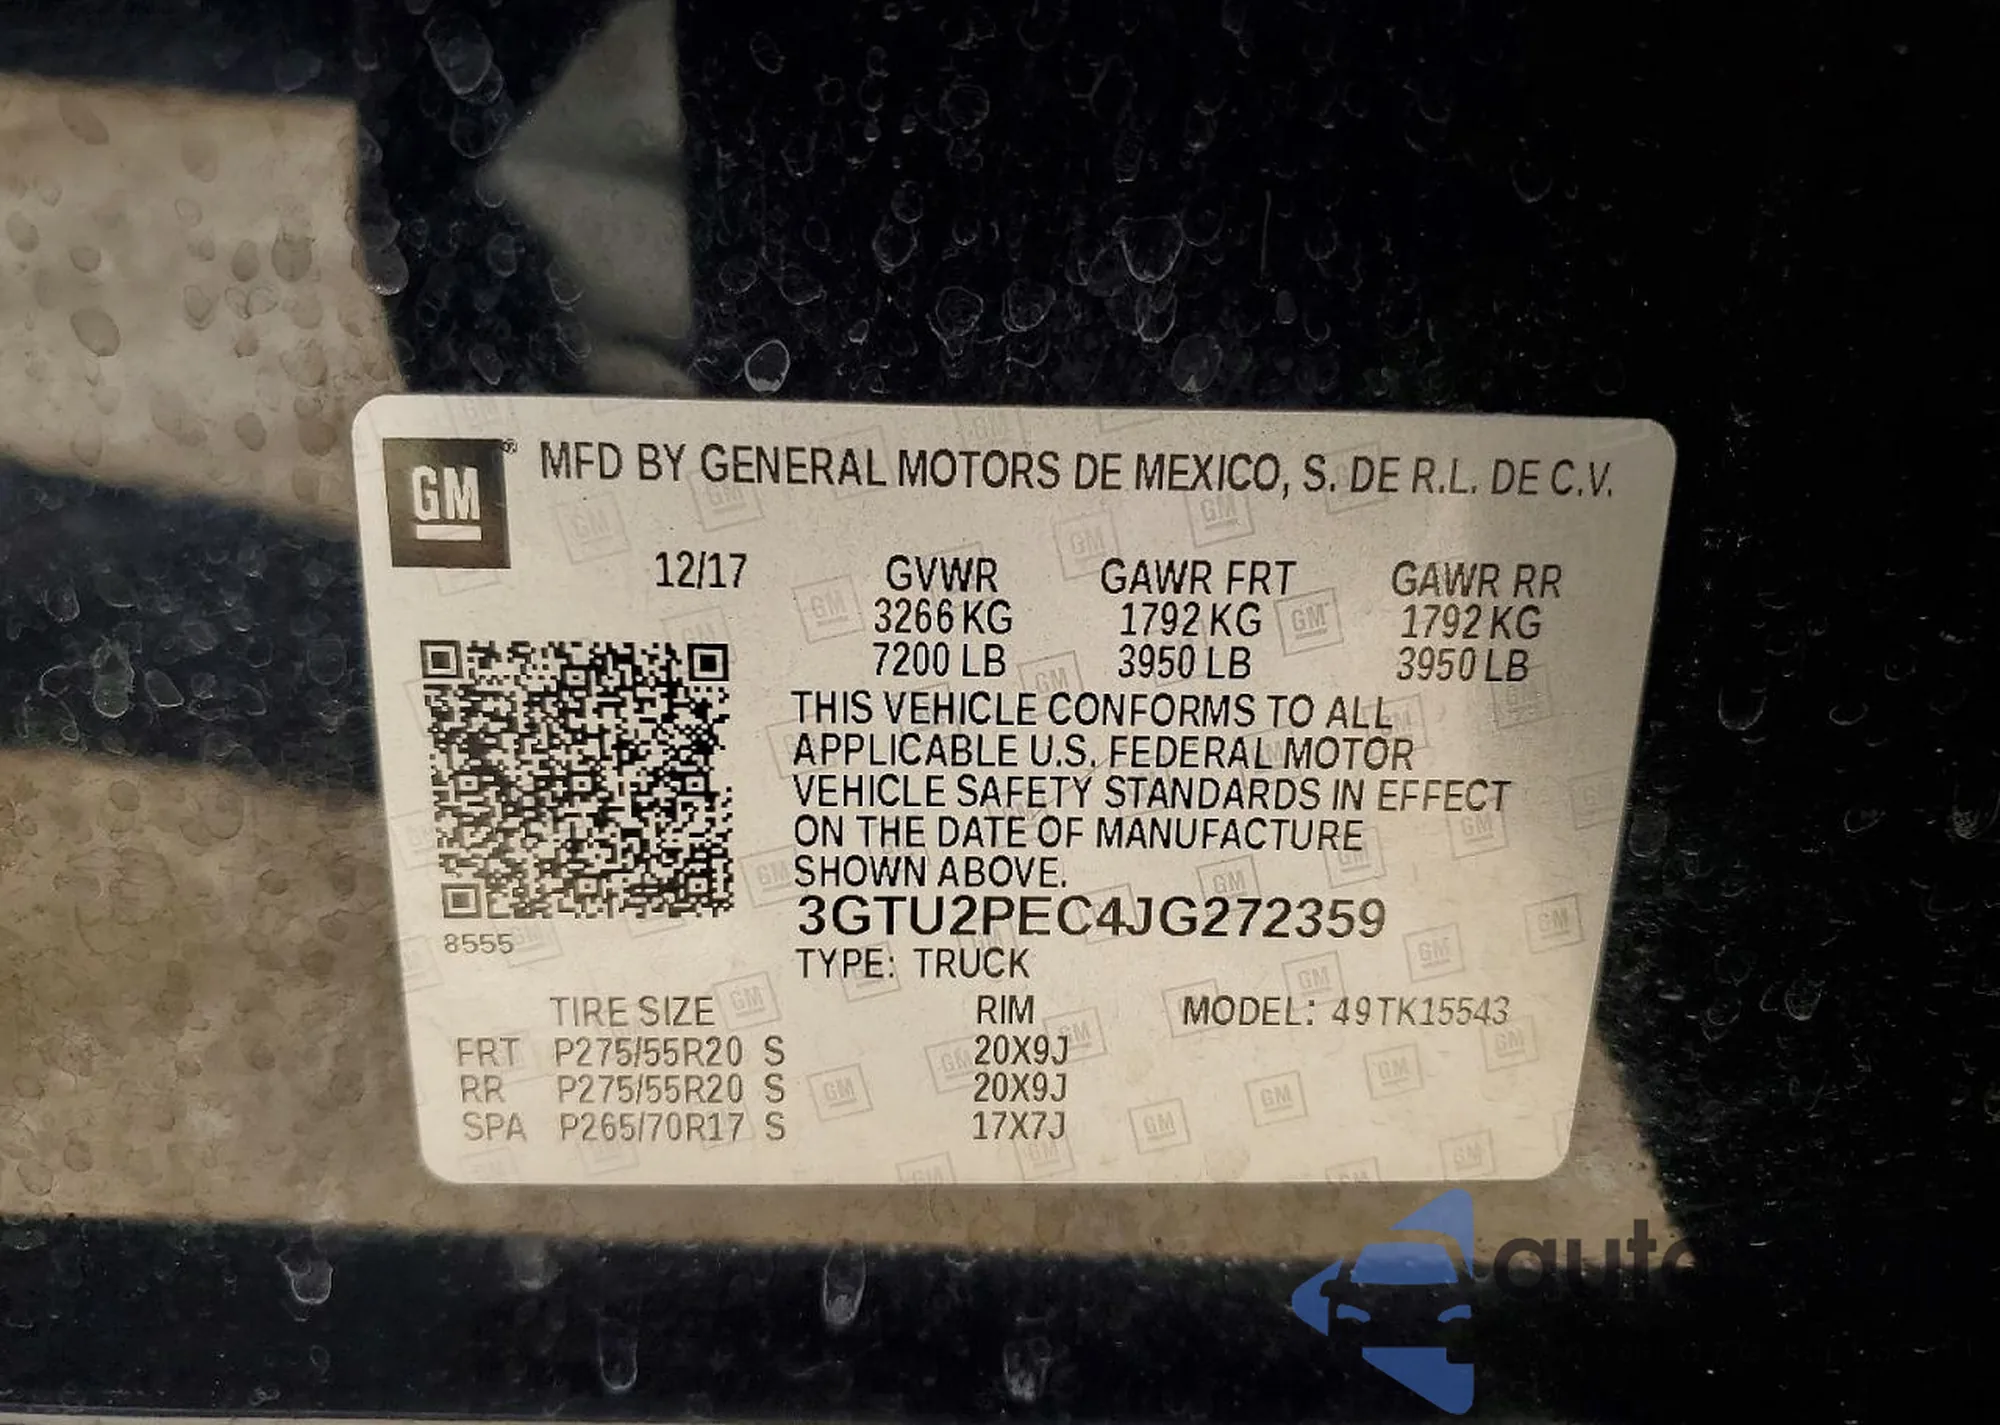 GM ® MFD BY GENERAL MOTORS DE MEXICO, S. DE R.L. DE C.V.
12/17 GVWR GAWR FRT GAWR RR
3266 KG 1792 KG 1792 KG
7200 LB 3950 LB 3950 LB
THIS VEHICLE CONFORMS TO ALL
APPLICABLE U.S. FEDERAL MOTOR
VEHICLE SAFETY STANDARDS IN EFFECT
ON THE DATE OF MANUFACTURE
SHOWN ABOVE.
3GTU2PEC4JG272359
8555
TYPE: TRUCK
TIRE SIZE RIM MODEL: 49TK15543
FRT P275/55R20 S 20X9J
RR P275/55R20 S 20X9J
SPA P265/70R17 S 17X7J